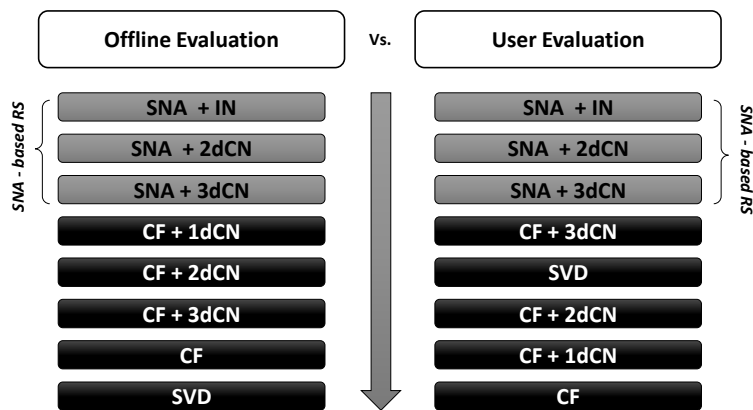 Offline Evaluation
Vs.
User Evaluation
SNA - based RS
SNA + IN
SNA + 2dCN
SNA + 3dCN
CF + 1dCN
CF + 2dCN
CF + 3dCN
CF
SVD
SNA + IN
SNA + 2dCN
SNA + 3dCN
CF + 3dCN
SVD
CF + 2dCN
CF + 1dCN
CF
SNA - based RS